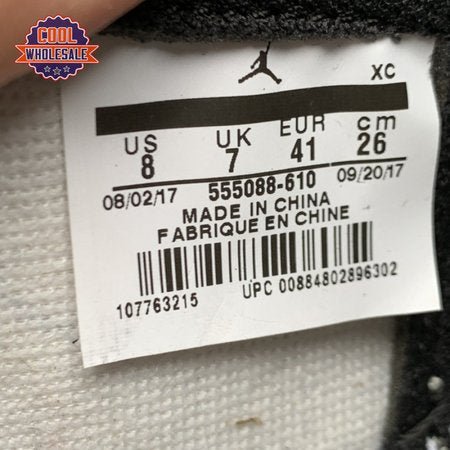 COOL
WHOLESALE
XC
US UK EUR cm
8 7 41 26
08/02/17 555088-610 09/20/17
MADE IN CHINA
FABRIQUE EN CHINE
107763215 UPC 00884802896302